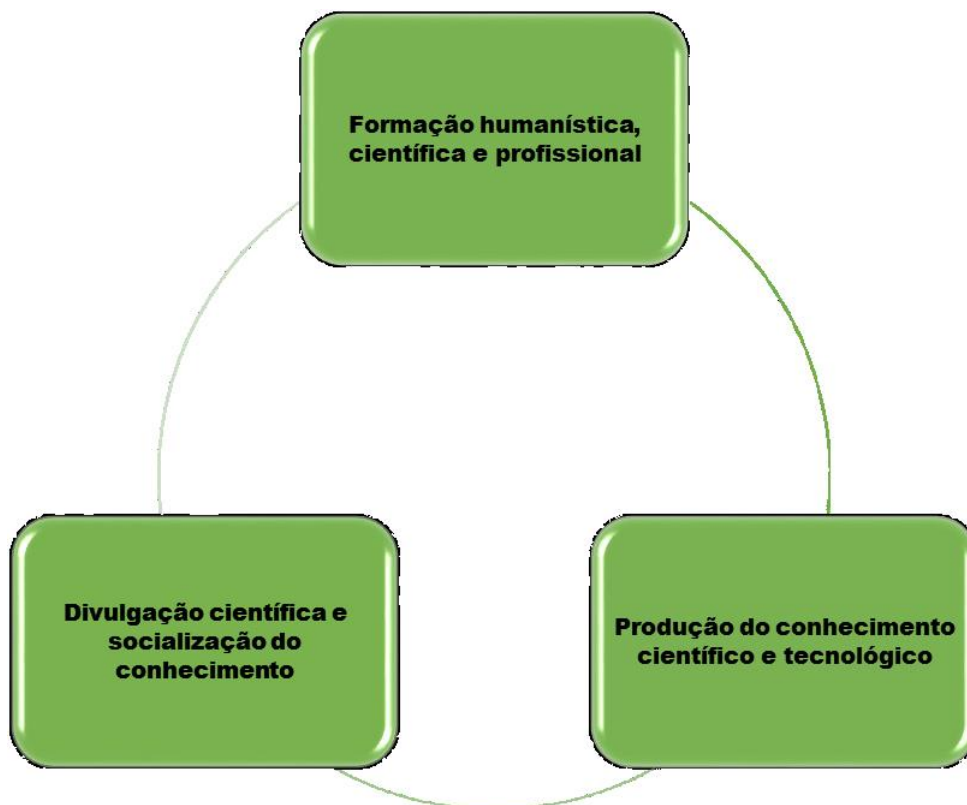 Formação humanística,
científica e profissional
Divulgação científica e
socialização do
conhecimento
Produção do conhecimento
científico e tecnológico